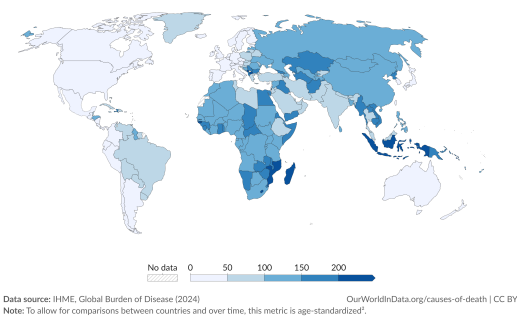 No data 0 50 100 150 200
Data source: IHME, Global Burden of Disease (2024) OurWorldinData.org/causes-of-death | CC BY
Note: To allow for comparisons between countries and over time, this metric is age-standardized².